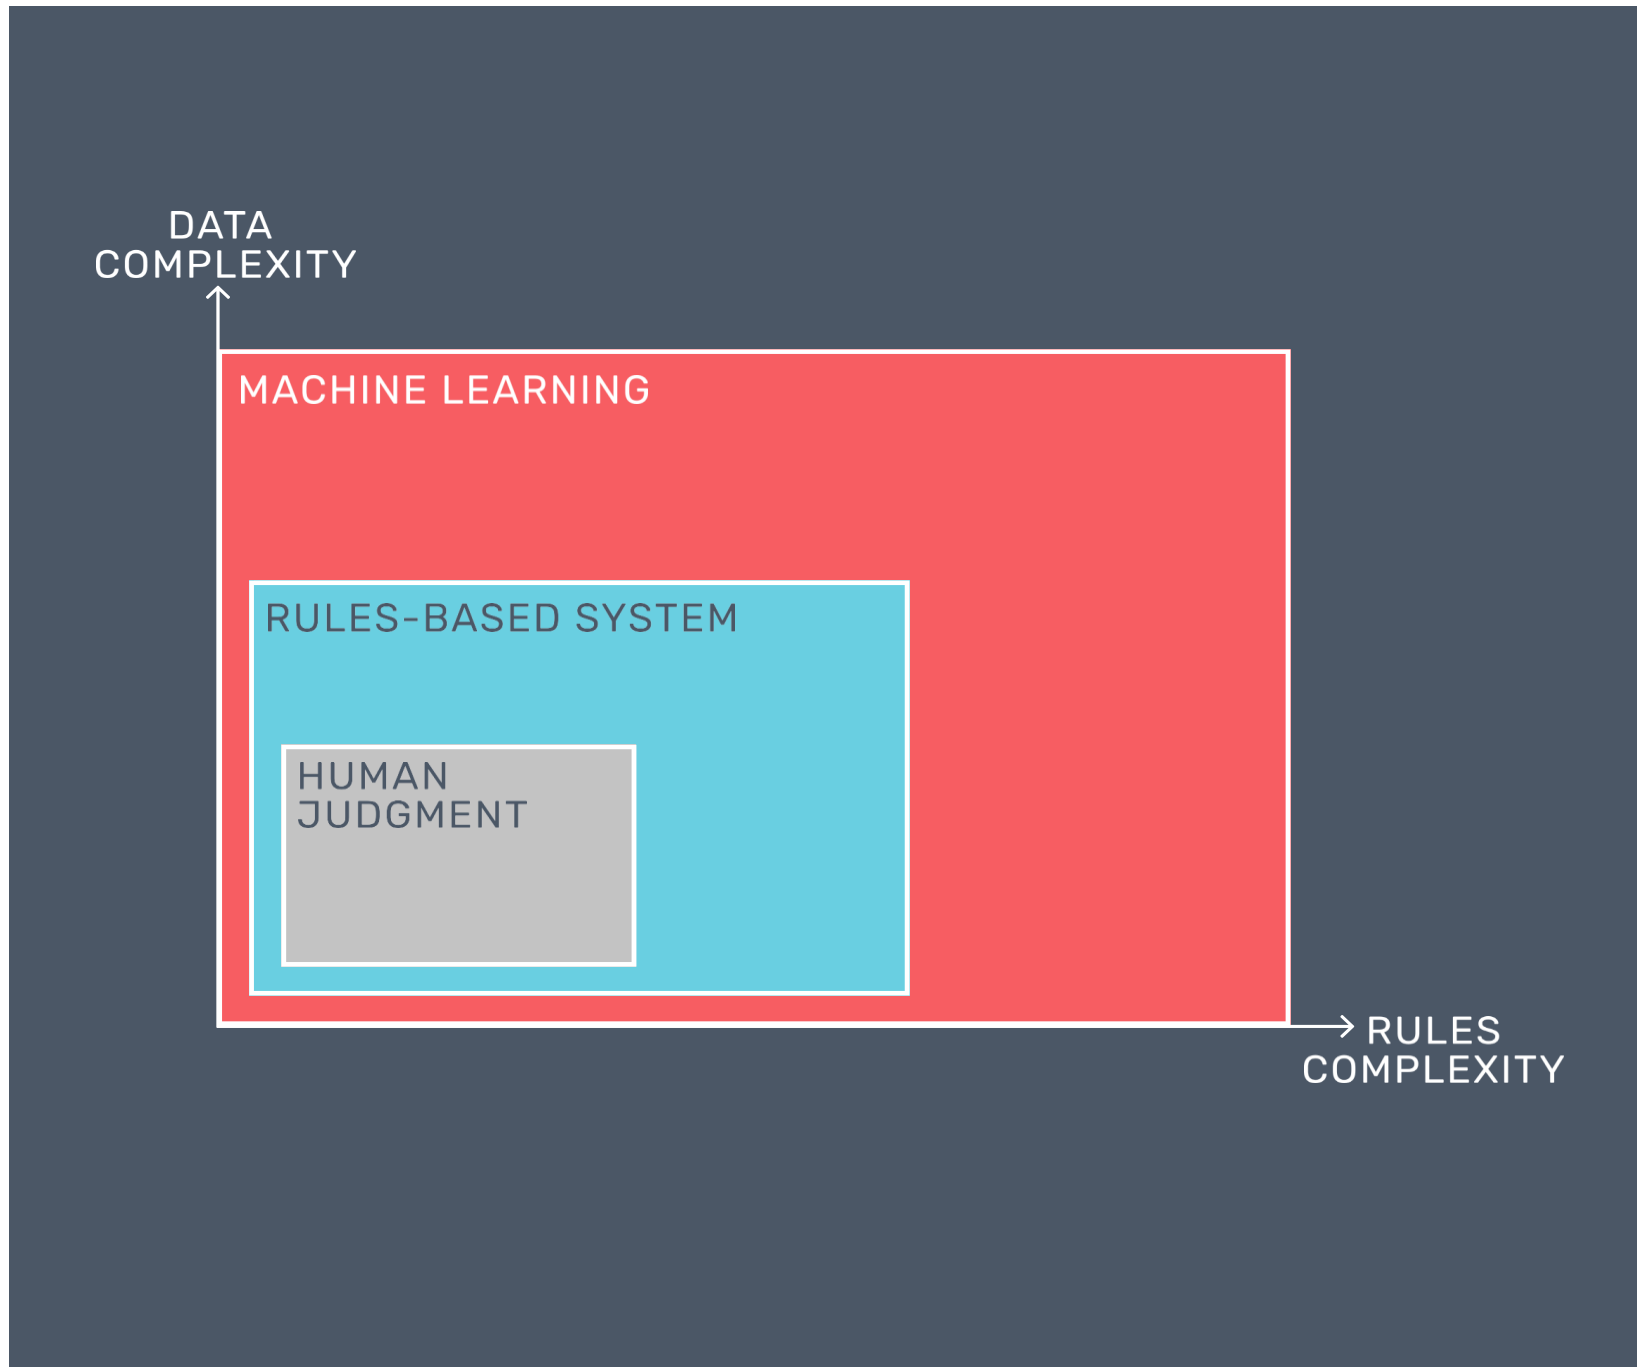 DATA
COMPLEXITY
MACHINE LEARNING
RULES-BASED SYSTEM
HUMAN
JUDGMENT
RULES
COMPLEXITY